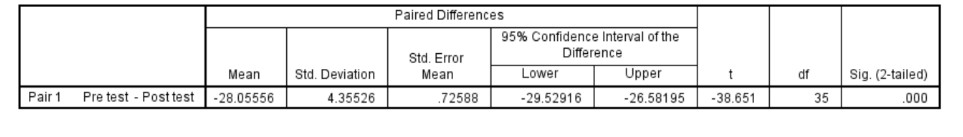 Paired Differences
95% Confidence Interval of the
Difference
Std. Error
Mean Std. Deviation Mean Lower Upper t df Sig. (2-tailed)
Pair 1 Pre test - Post test -28.05556 4.35526 .72588 -29.52916 -26.58195 -38.651 35 .000